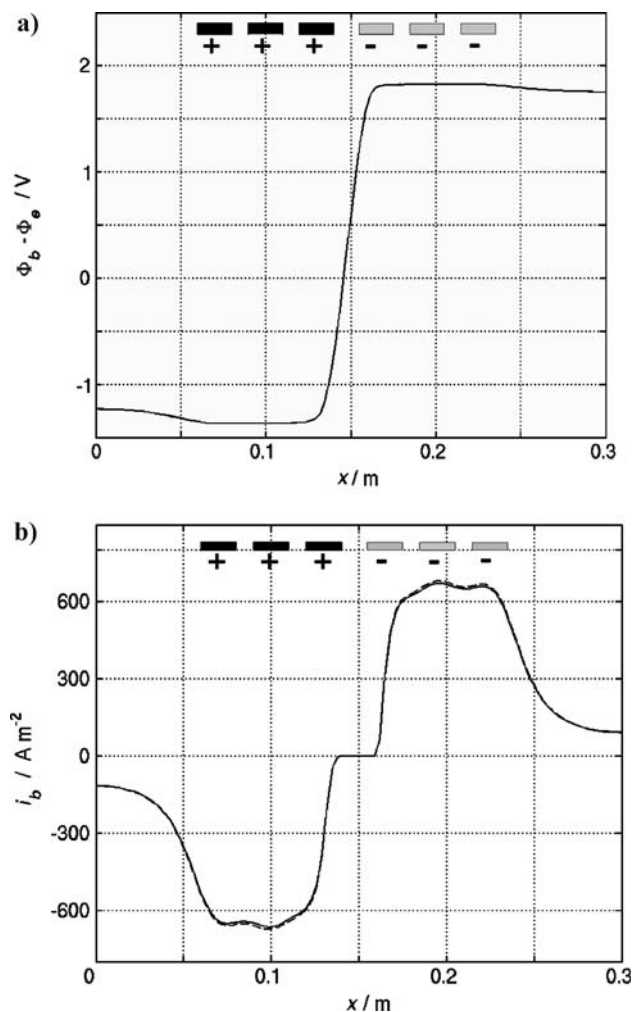 a)
+ + + - - -
2
1
0
-1
Φb - Φe / V
0 0.1 0.2 0.3
x / m
b)
+ + + - - -
600
300
0
-300
-600
ib / A m-2
0 0.1 0.2 0.3
x / m